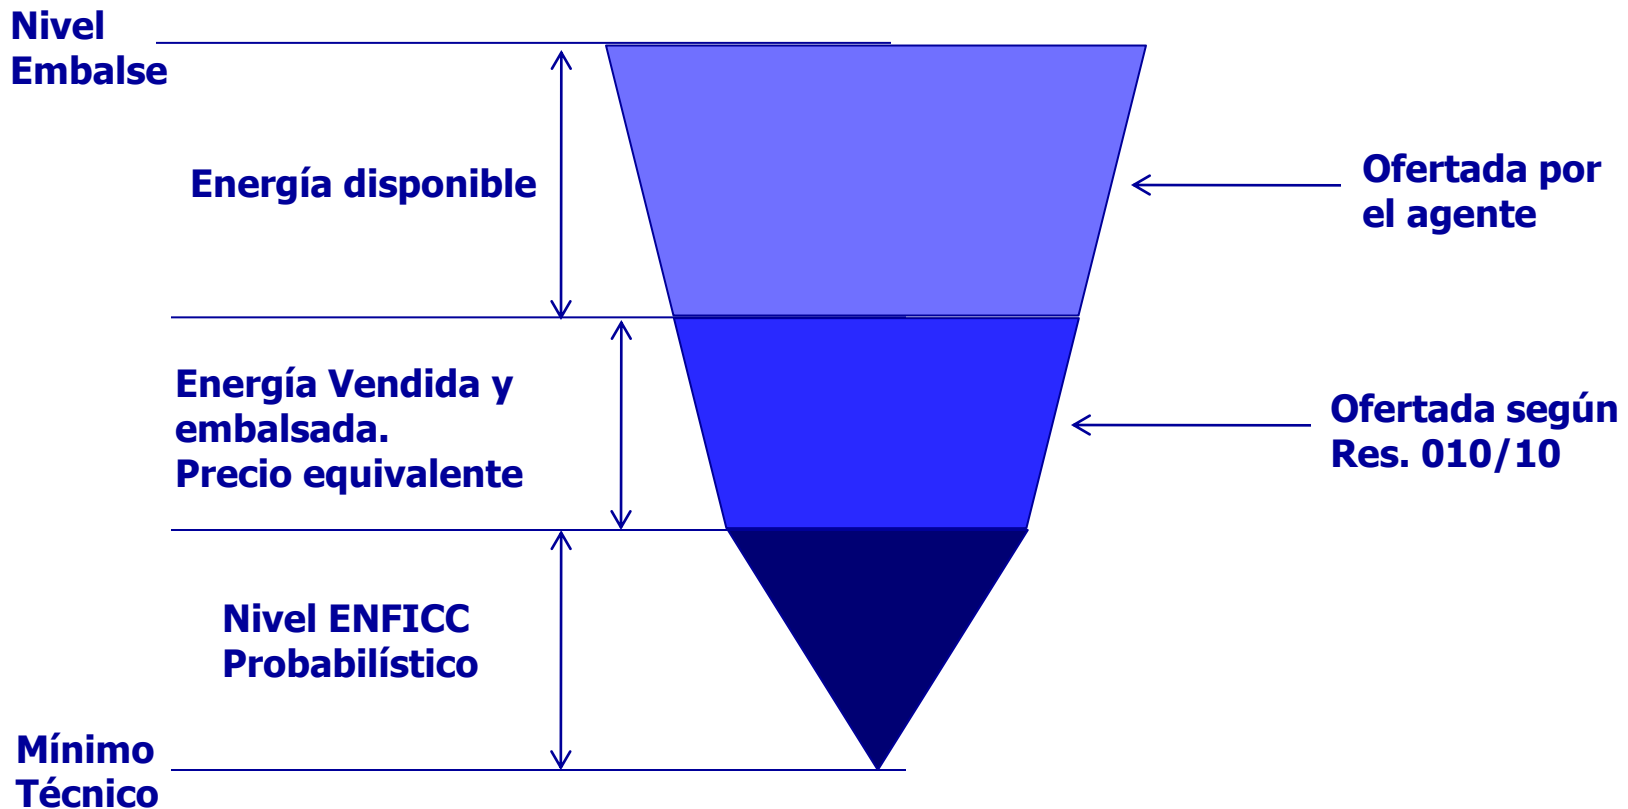 Nivel
Embalse
Energía disponible
Ofertada por
el agente
Energía Vendida y
embalsada.
Precio equivalente
Ofertada según
Res. 010/10
Nivel ENFICC
Probabilístico
Mínimo
Técnico